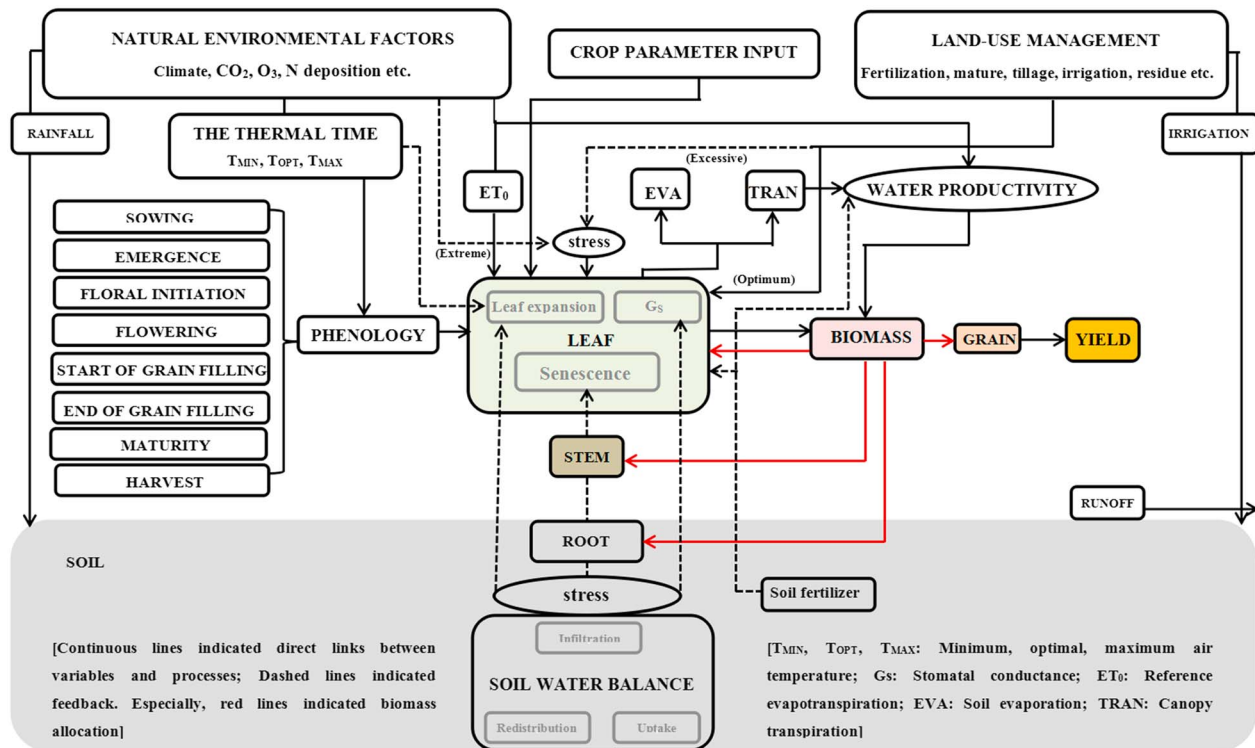 NATURAL ENVIRONMENTAL FACTORS
Climate, CO₂, O₃, N deposition etc.
CROP PARAMETER INPUT
LAND-USE MANAGEMENT
Fertilization, mature, tillage, irrigation, residue etc.
RAINFALL
THE THERMAL TIME
TMIN, TOPT, TMAX
IRRIGATION
(Excessive)
ET₀
EVA
TRAN
WATER PRODUCTIVITY
SOWING
EMERGENCE
FLORAL INITIATION
FLOWERING
START OF GRAIN FILLING
END OF GRAIN FILLING
MATURITY
HARVEST
stress
(Extreme)
(Optimum)
PHENOLOGY
Leaf expansion
GS
LEAF
Senescence
BIOMASS
GRAIN
YIELD
STEM
RUNOFF
ROOT
SOIL
stress
Soil fertilizer
Infiltration
SOIL WATER BALANCE
Redistribution
Uptake
[Continuous lines indicated direct links between
variables and processes; Dashed lines indicated
feedback. Especially, red lines indicated biomass
allocation]
[TMIN, TOPT, TMAX: Minimum, optimal, maximum air
temperature; Gs: Stomatal conductance; ET₀: Reference
evapotranspiration; EVA: Soil evaporation; TRAN: Canopy
transpiration]